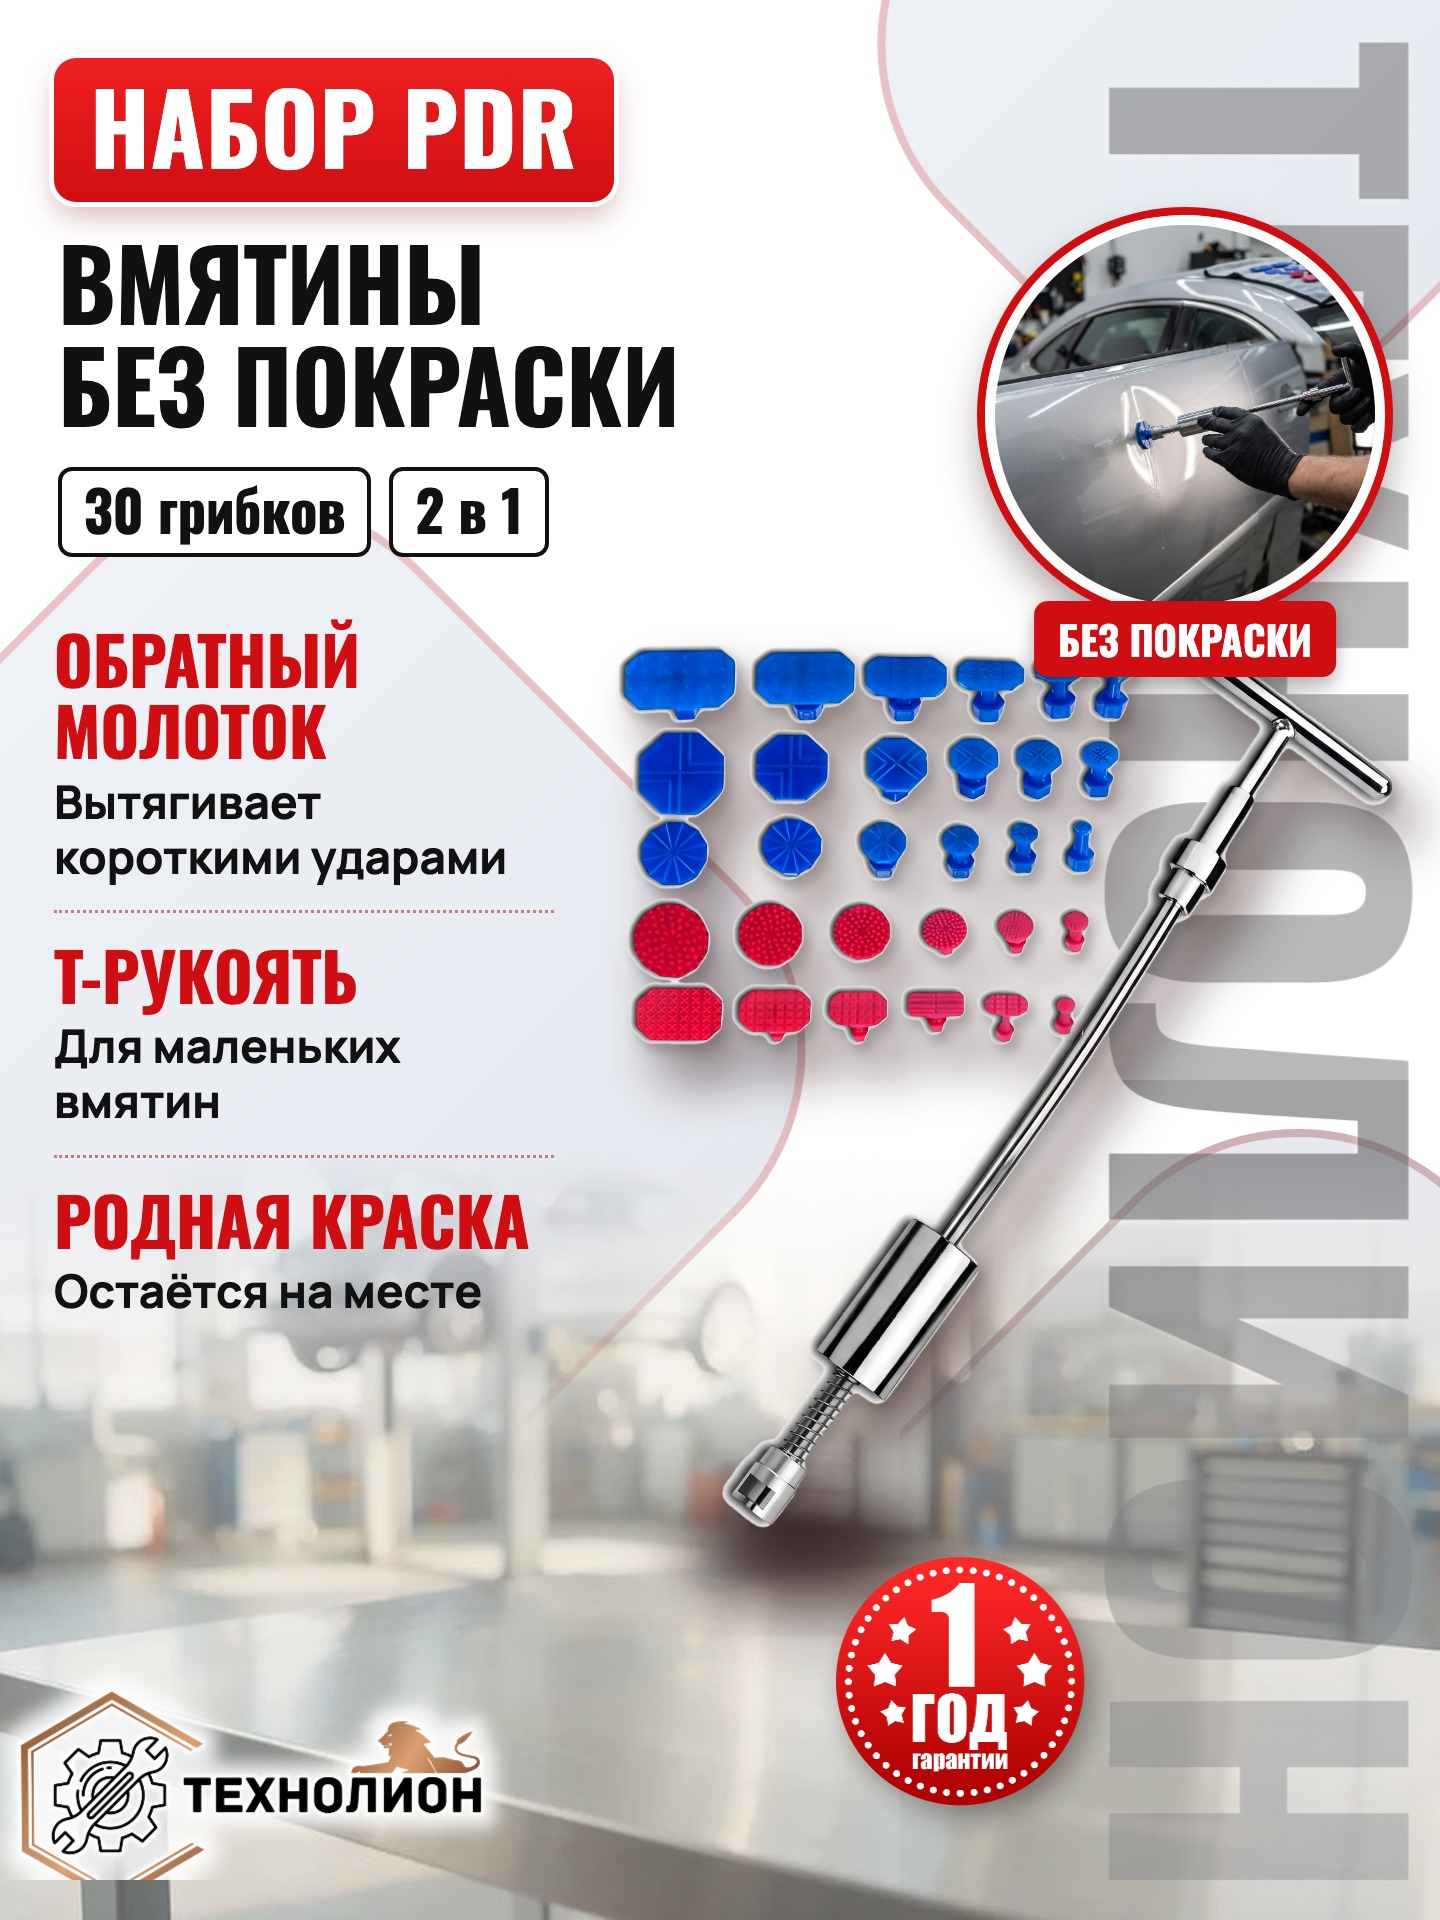 НАБОР PDR
ВМЯТИНЫ
БЕЗ ПОКРАСКИ
30 грибков
2 в 1
БЕЗ ПОКРАСКИ
ОБРАТНЫЙ
МОЛОТОК
Вытягивает
короткими ударами
Т-РУКОЯТЬ
Для маленьких
вмятин
РОДНАЯ КРАСКА
Остаётся на месте
1
ГОД
гарантии
ТЕХНОЛИОН
ТЕХНОЛИОН